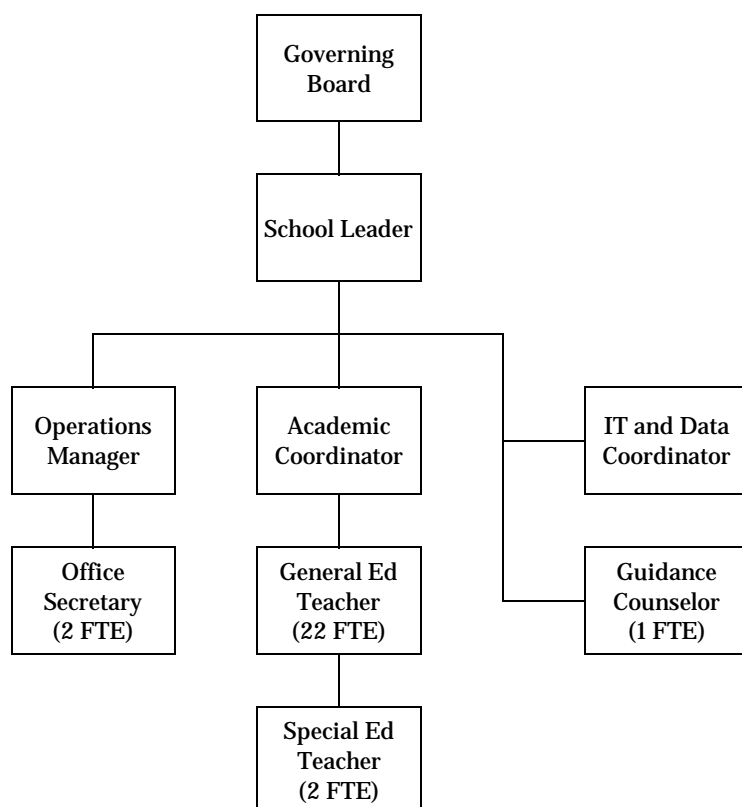 Governing
Board
School Leader
Operations
Manager
Academic
Coordinator
IT and Data
Coordinator
Office
Secretary
(2 FTE)
General Ed
Teacher
(22 FTE)
Guidance
Counselor
(1 FTE)
Special Ed
Teacher
(2 FTE)